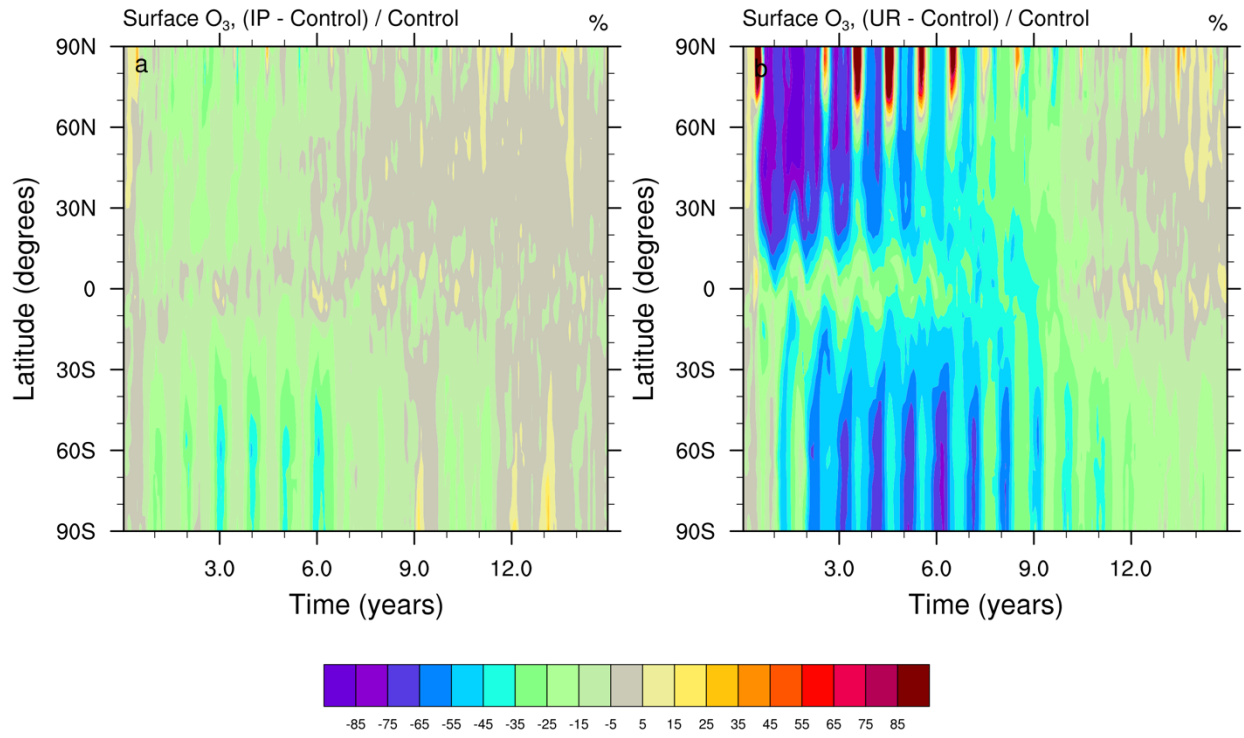 Surface O₃, (IP - Control) / Control %
Surface O₃, (UR - Control) / Control %
a
b
90N
60N
30N
0
30S
60S
90S
Latitude (degrees)
3.0 6.0 9.0 12.0
Time (years)
90N
60N
30N
0
30S
60S
90S
Latitude (degrees)
3.0 6.0 9.0 12.0
Time (years)
-85 -75 -65 -55 -45 -35 -25 -15 -5 5 15 25 35 45 55 65 75 85